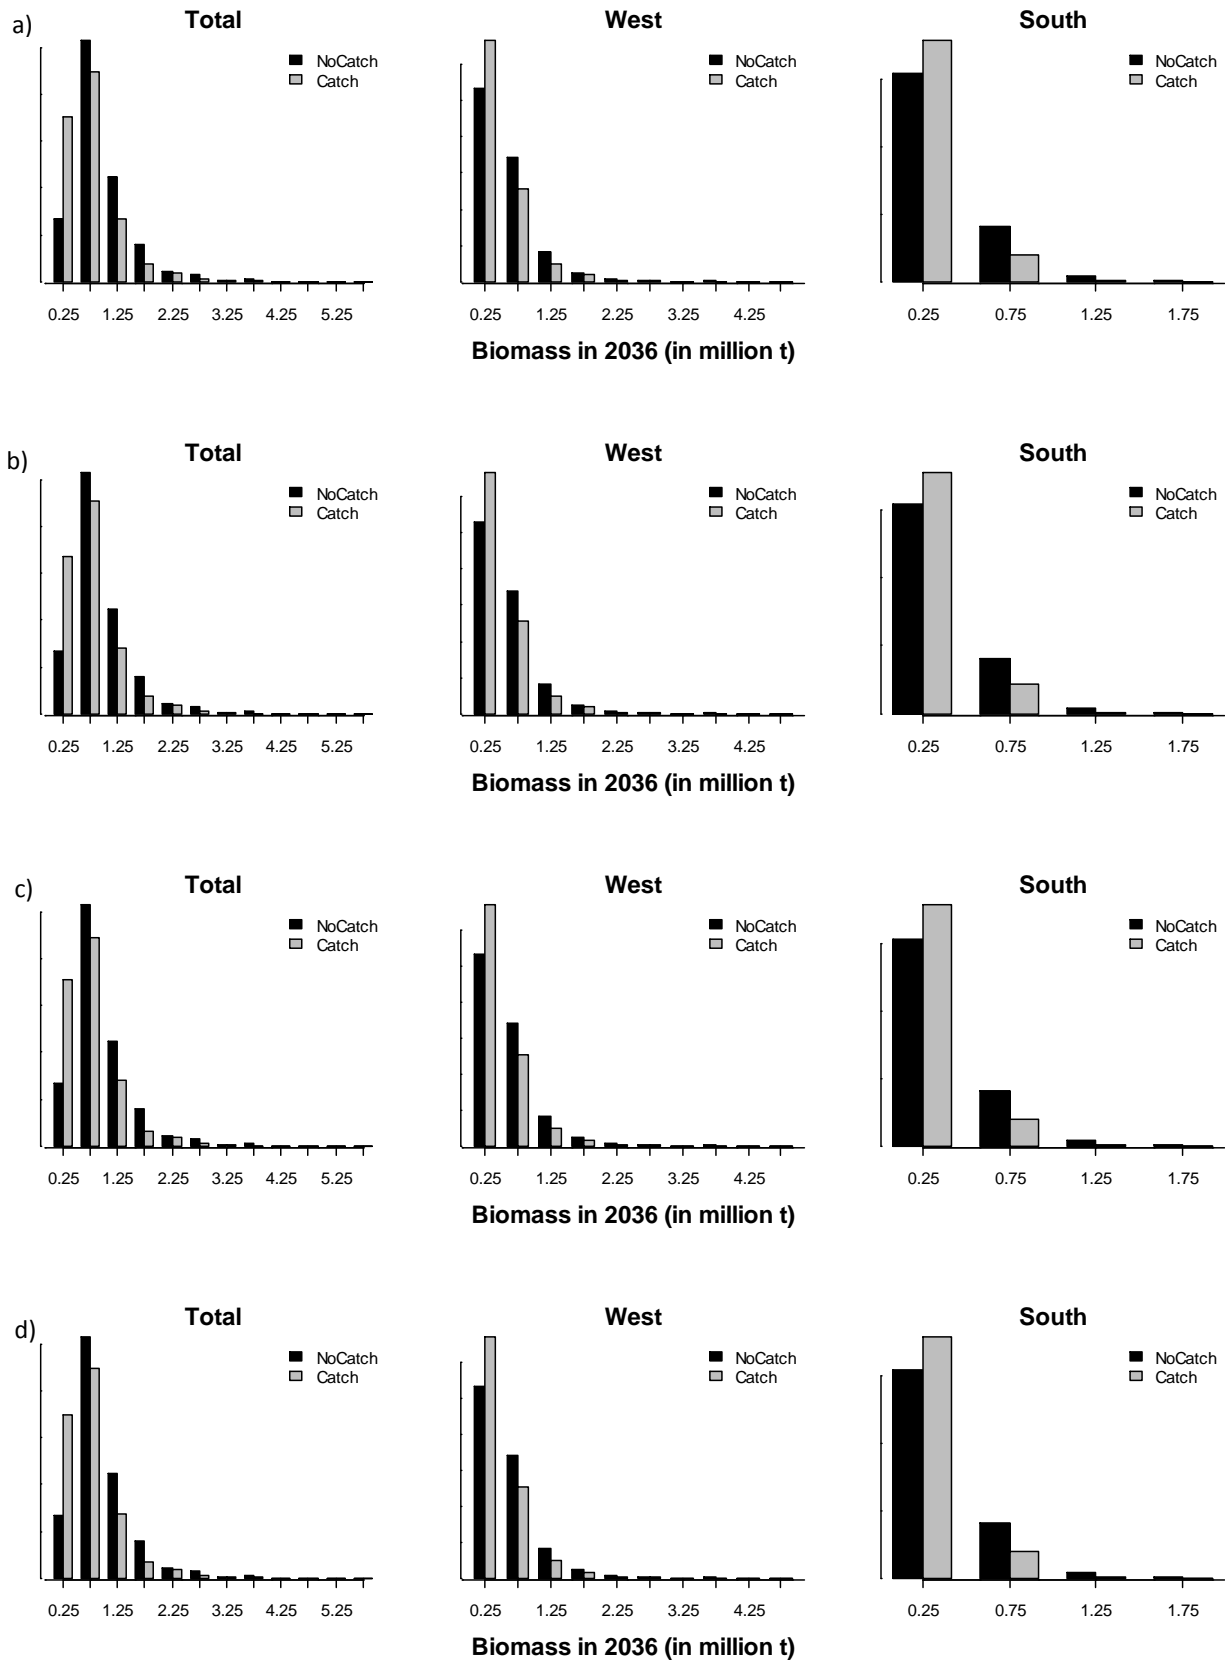 a)
Total West South
NoCatch NoCatch NoCatch
Catch Catch Catch
0.25 1.25 2.25 3.25 4.25 5.25 0.25 1.25 2.25 3.25 4.25 0.25 0.75 1.25 1.75
Biomass in 2036 (in million t)
b)
Total West South
NoCatch NoCatch NoCatch
Catch Catch Catch
0.25 1.25 2.25 3.25 4.25 5.25 0.25 1.25 2.25 3.25 4.25 0.25 0.75 1.25 1.75
Biomass in 2036 (in million t)
c)
Total West South
NoCatch NoCatch NoCatch
Catch Catch Catch
0.25 1.25 2.25 3.25 4.25 5.25 0.25 1.25 2.25 3.25 4.25 0.25 0.75 1.25 1.75
Biomass in 2036 (in million t)
d)
Total West South
NoCatch NoCatch NoCatch
Catch Catch Catch
0.25 1.25 2.25 3.25 4.25 5.25 0.25 1.25 2.25 3.25 4.25 0.25 0.75 1.25 1.75
Biomass in 2036 (in million t)